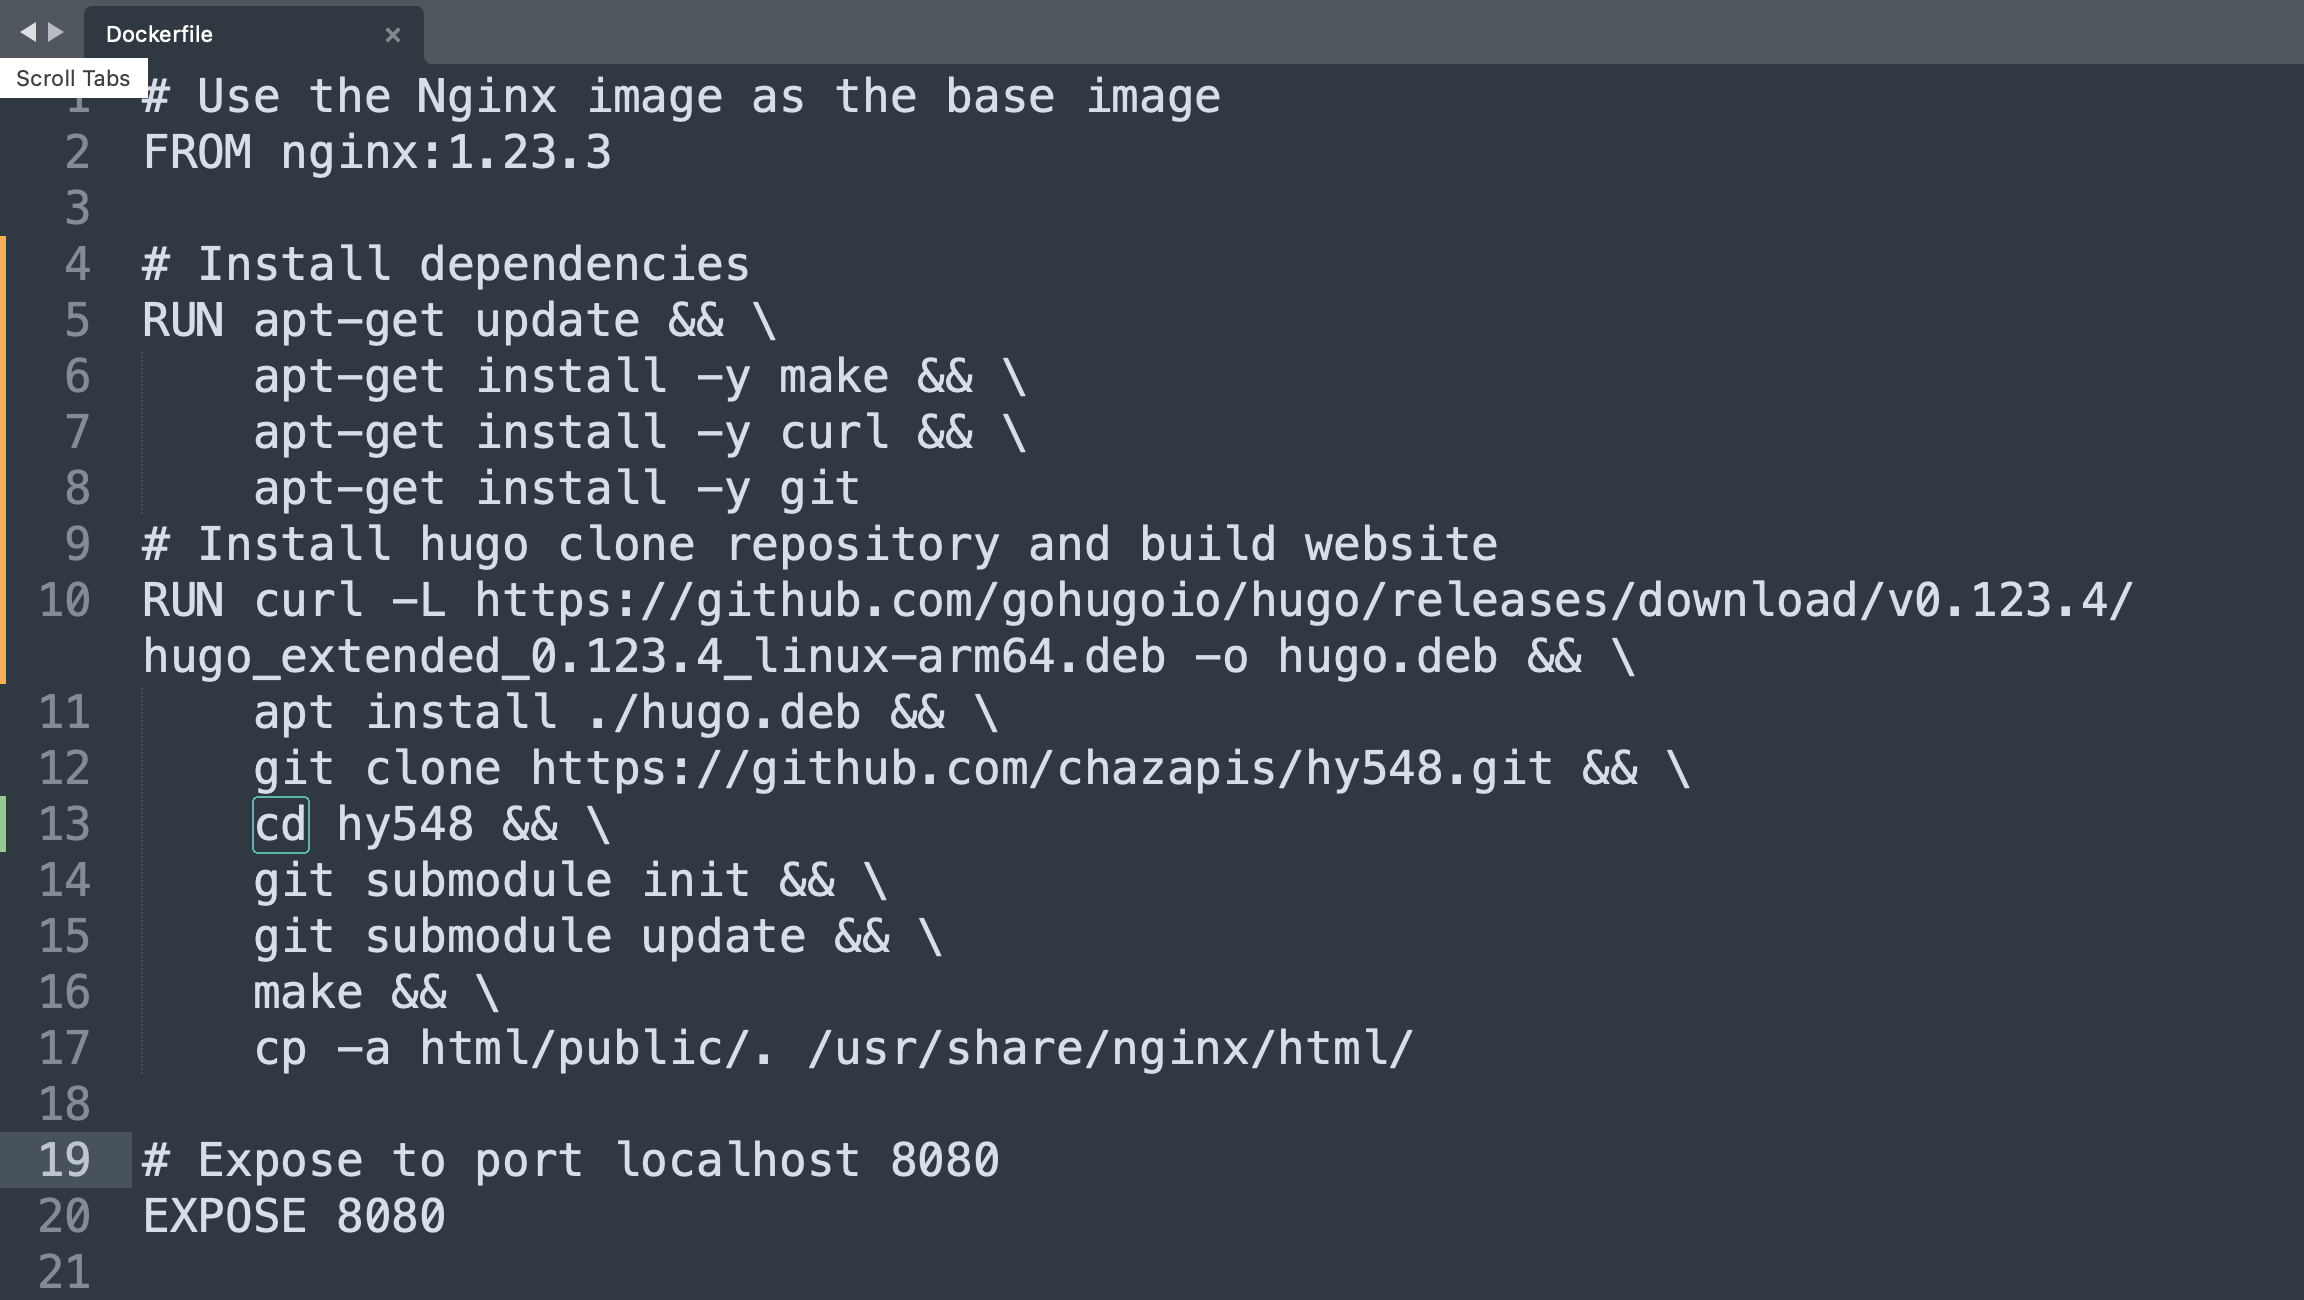 Dockerfile
Scroll Tabs
1 # Use the Nginx image as the base image
2 FROM nginx:1.23.3
3
4 # Install dependencies
5 RUN apt-get update && \
6     apt-get install -y make && \
7     apt-get install -y curl && \
8     apt-get install -y git
9 # Install hugo clone repository and build website
10 RUN curl -L https://github.com/gohugoio/hugo/releases/download/v0.123.4/
hugo_extended_0.123.4_linux-arm64.deb -o hugo.deb && \
11     apt install ./hugo.deb && \
12     git clone https://github.com/chazapis/hy548.git && \
13     cd hy548 && \
14     git submodule init && \
15     git submodule update && \
16     make && \
17     cp -a html/public/. /usr/share/nginx/html/
18
19 # Expose to port localhost 8080
20 EXPOSE 8080
21